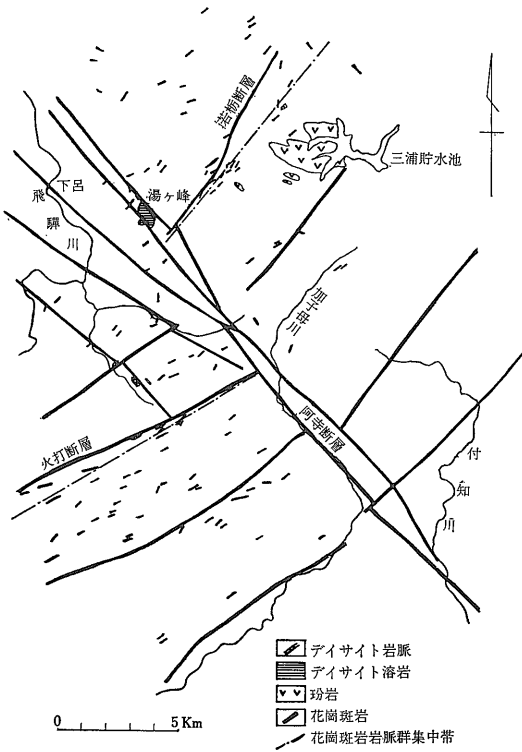 若栃断層
三浦貯水池
下呂
湯ヶ峰
飛騨川
加子母川
阿寺断層
火打断層
付知川
デイサイト岩脈
デイサイト溶岩
玢岩
花崗斑岩
花崗斑岩岩脈群集中帯
0 5 Km